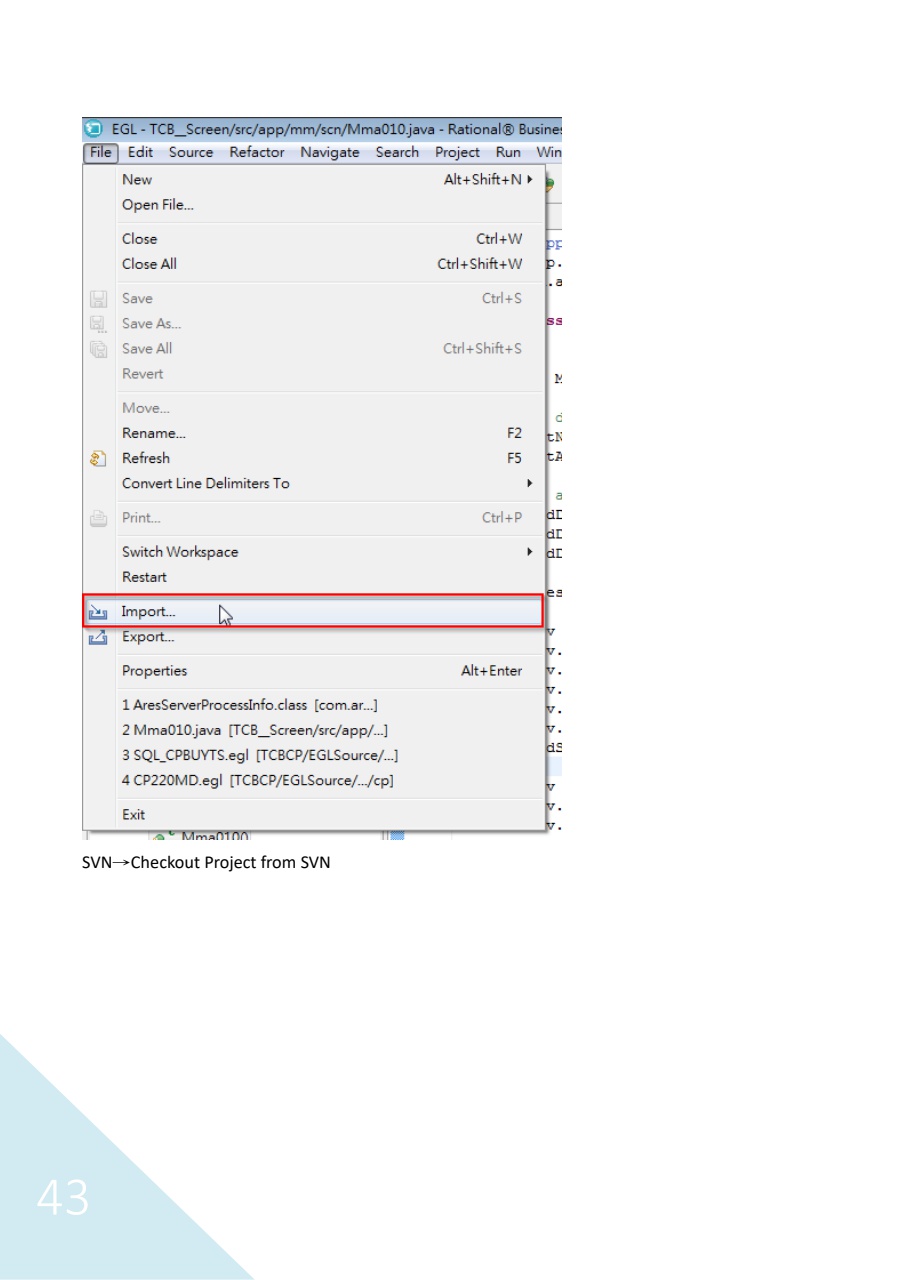 EGL - TCB__Screen/src/app/mm/scn/Mma010.java - Rational® Busine
File Edit Source Refactor Navigate Search Project Run Win
New Alt+Shift+N
Open File...
Close Ctrl+W
Close All Ctrl+Shift+W
Save Ctrl+S
Save As...
Save All Ctrl+Shift+S
Revert
Move...
Rename... F2
Refresh F5
Convert Line Delimiters To
Print... Ctrl+P
Switch Workspace
Restart
Import...
Export...
Properties Alt+Enter
1 AresServerProcessInfo.class [com.ar...]
2 Mma010.java [TCB__Screen/src/app/...]
3 SQL_CPBUYTS.egl [TCBCP/EGLSource/...]
4 CP220MD.egl [TCBCP/EGLSource/.../cp]
Exit
Mma0100
SVN→Checkout Project from SVN
43